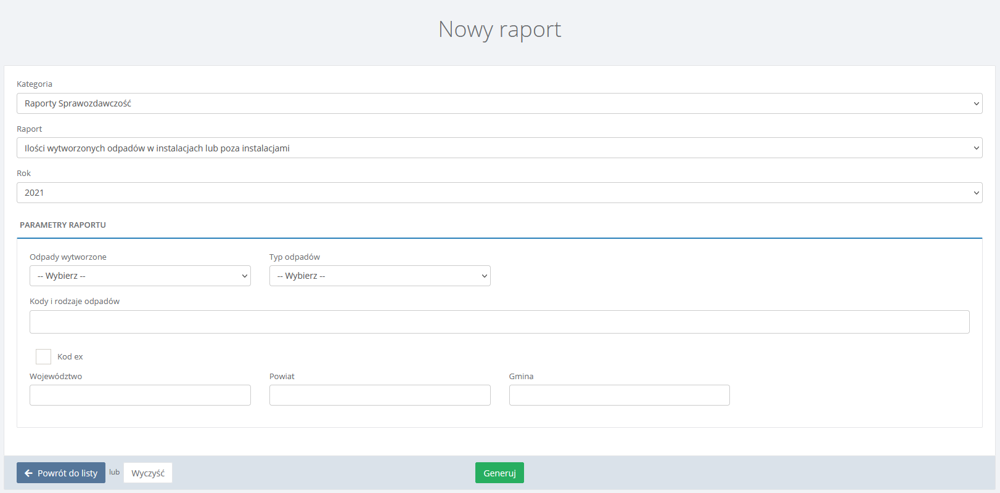 Nowy raport
Kategoria
Raporty Sprawozdawczość
Raport
Ilości wytworzonych odpadów w instalacjach lub poza instalacjami
Rok
2021
PARAMETRY RAPORTU
Odpady wytworzone Typ odpadów
-- Wybierz -- -- Wybierz --
Kody i rodzaje odpadów
Kod ex
Województwo Powiat Gmina
Powrót do listy lub Wyczyść Generuj